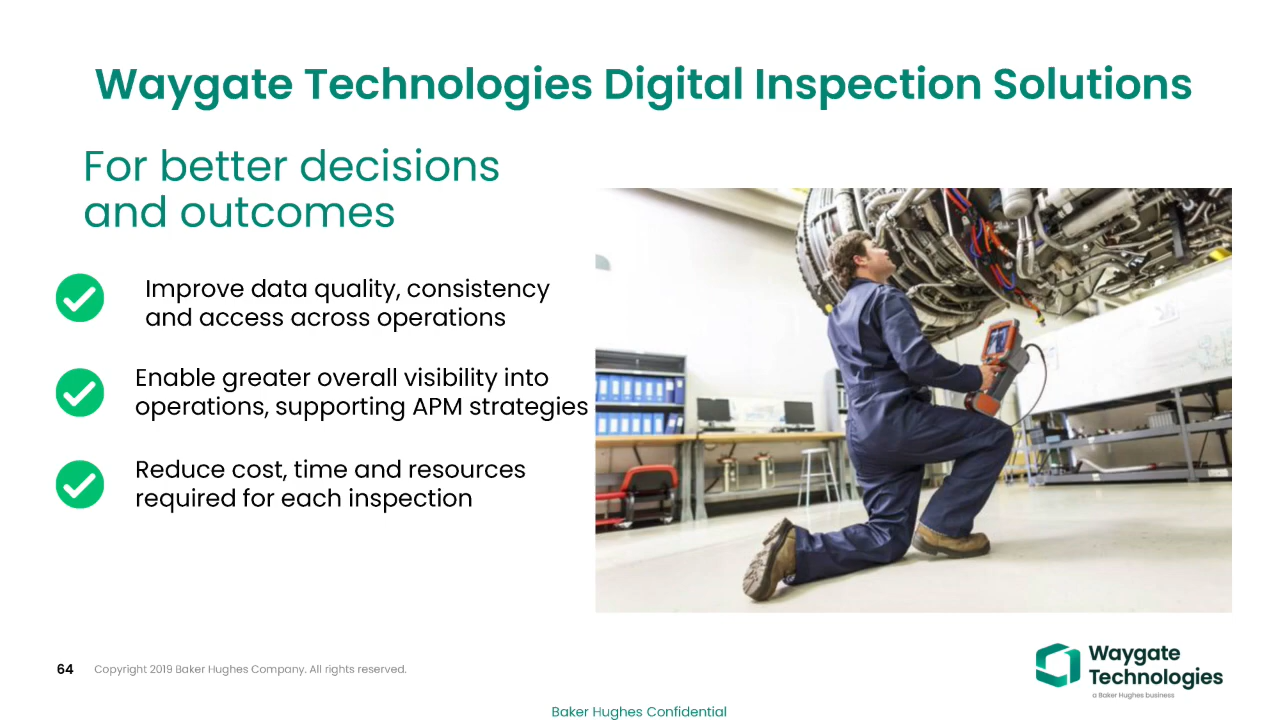 Waygate Technologies Digital Inspection Solutions
For better decisions
and outcomes
Improve data quality, consistency
and access across operations
Enable greater overall visibility into
operations, supporting APM strategies
Reduce cost, time and resources
required for each inspection
64 Copyright 2019 Baker Hughes Company. All rights reserved.
Waygate
Technologies
a Baker Hughes business
Baker Hughes Confidential